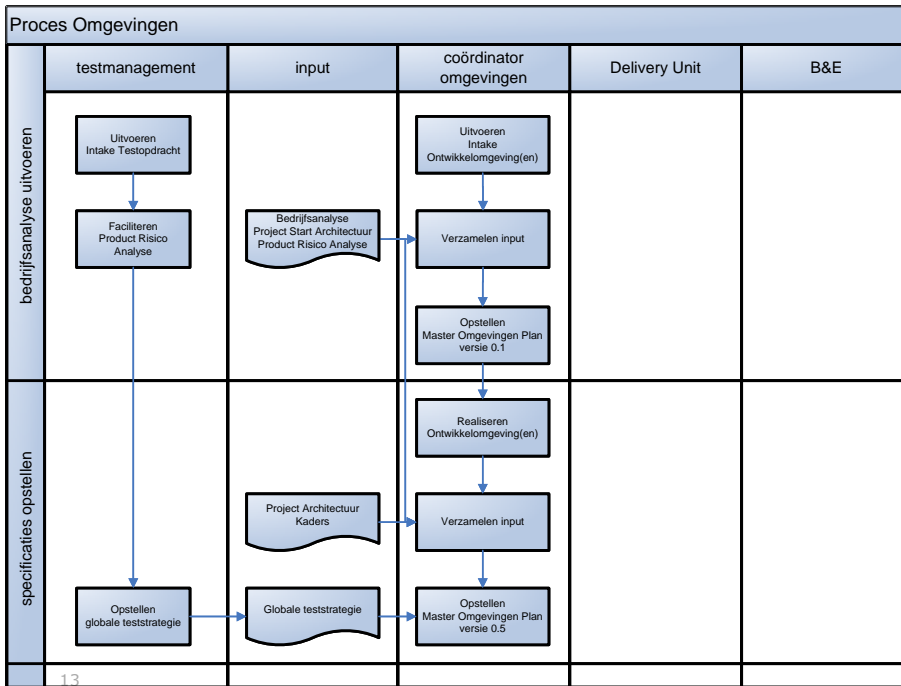 Proces Omgevingen
testmanagement
input
coördinator
omgevingen
Delivery Unit
B&E
bedrijfsanalyse uitvoeren
Uitvoeren
Intake Testopdracht
Uitvoeren
Intake
Ontwikkelomgeving(en)
Faciliteren
Product Risico
Analyse
Bedrijfsanalyse
Project Start Architectuur
Product Risico Analyse
Verzamelen input
Opstellen
Master Omgevingen Plan
versie 0.1
specificaties opstellen
Realiseren
Ontwikkelomgeving(en)
Project Architectuur
Kaders
Verzamelen input
Opstellen
globale teststrategie
Globale teststrategie
Opstellen
Master Omgevingen Plan
versie 0.5
13